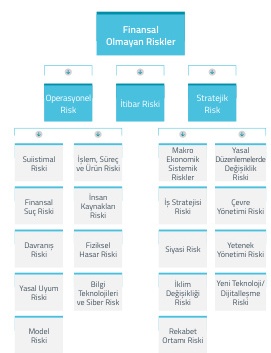 Finansal
Olmayan Riskler
Operasyonel
Risk
İtibar Riski
Stratejik
Risk
Suiistimal
Riski
İşlem, Süreç
ve Ürün Riski
Makro
Ekonomik
Sistemik
Riskler
Yasal
Düzenlemelerde
Değişiklik
Riski
Finansal
Suç Riski
İnsan
Kaynakları
Riski
İş Stratejisi
Riski
Çevre
Yönetimi Riski
Davranış
Riski
Fiziksel
Hasar Riski
Siyasi Risk
Yetenek
Yönetimi Riski
Yasal Uyum
Riski
Bilgi
Teknolojileri
ve Siber Risk
İklim
Değişikliği
Riski
Yeni Teknoloji/
Dijitalleşme
Riski
Model
Riski
Rekabet
Ortamı Riski